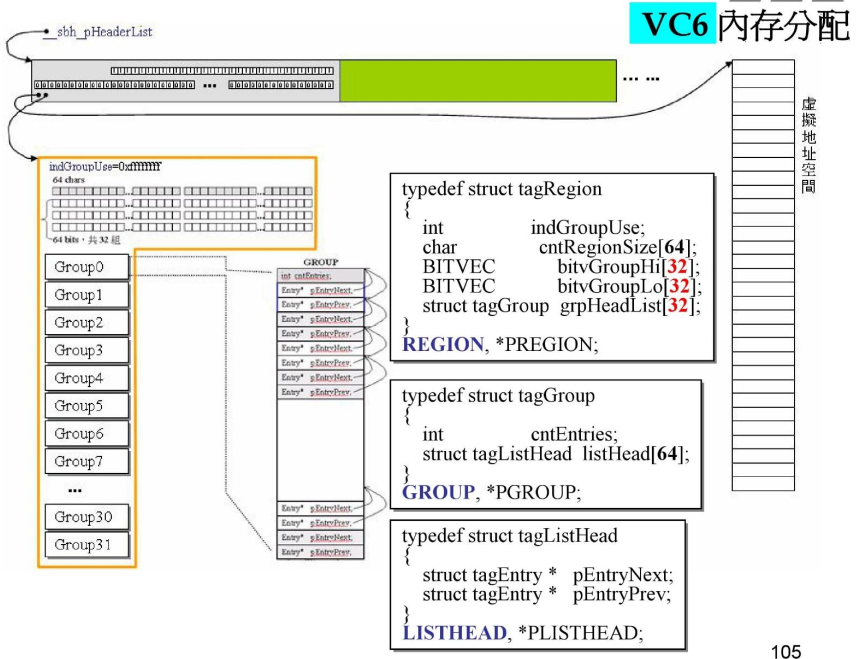 VC6 內存分配
__sbh_pHeaderList
... ...
虛擬地址空間
indGroupUse=0xffffffff
64 chars
64 bits，共 32 組
Group0
Group1
Group2
Group3
Group4
Group5
Group6
Group7
...
Group30
Group31
GROUP
int cntEntries;
Entry* pEntryNext;
Entry* pEntryPrev;
Entry* pEntryNext;
Entry* pEntryPrev;
Entry* pEntryNext;
Entry* pEntryPrev;
Entry* pEntryNext;
Entry* pEntryPrev;
Entry* pEntryNext;
Entry* pEntryPrev;
Entry* pEntryNext;
Entry* pEntryPrev;
typedef struct tagRegion
{
int indGroupUse;
char cntRegionSize[64];
BITVEC bitvGroupHi[32];
BITVEC bitvGroupLo[32];
struct tagGroup grpHeadList[32];
}
REGION, *PREGION;
typedef struct tagGroup
{
int cntEntries;
struct tagListHead listHead[64];
}
GROUP, *PGROUP;
typedef struct tagListHead
{
struct tagEntry * pEntryNext;
struct tagEntry * pEntryPrev;
}
LISTHEAD, *PLISTHEAD;
105